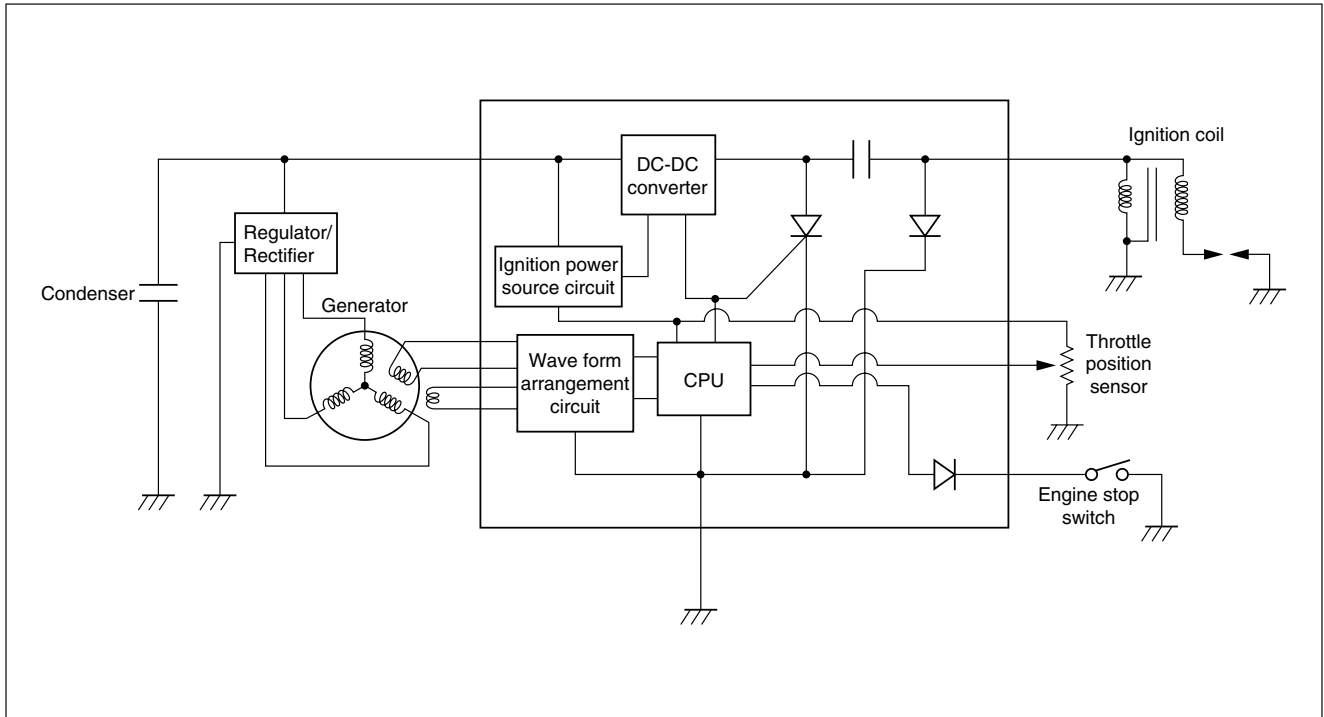 Ignition coil
DC-DC
converter
Regulator/
Rectifier
Ignition power
source circuit
Condenser
Generator
Wave form
arrangement
circuit
CPU
Throttle
position
sensor
Engine stop
switch